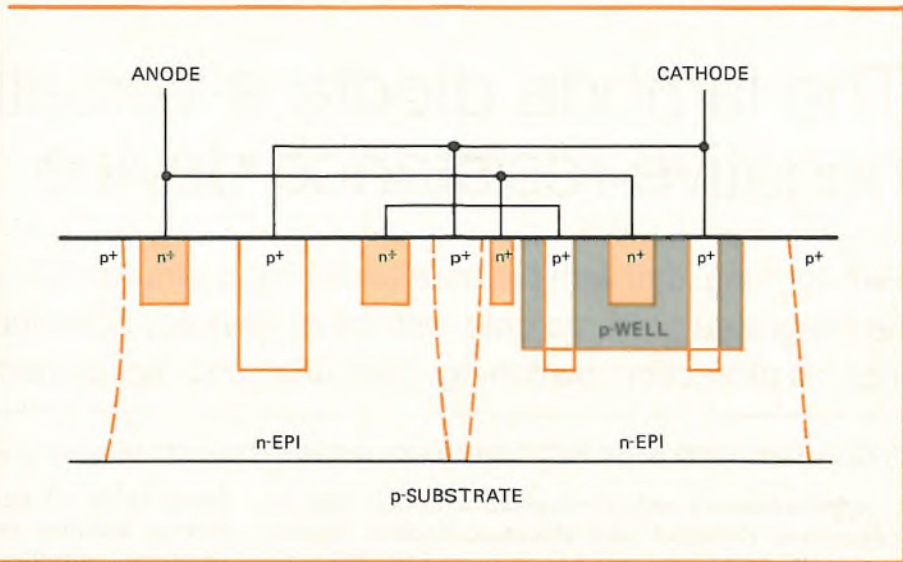 ANODE CATHODE
p+ n+ p+ n+ p+ n+ p+ n+ p+ p+
p-WELL
n-EPI n-EPI
p-SUBSTRATE